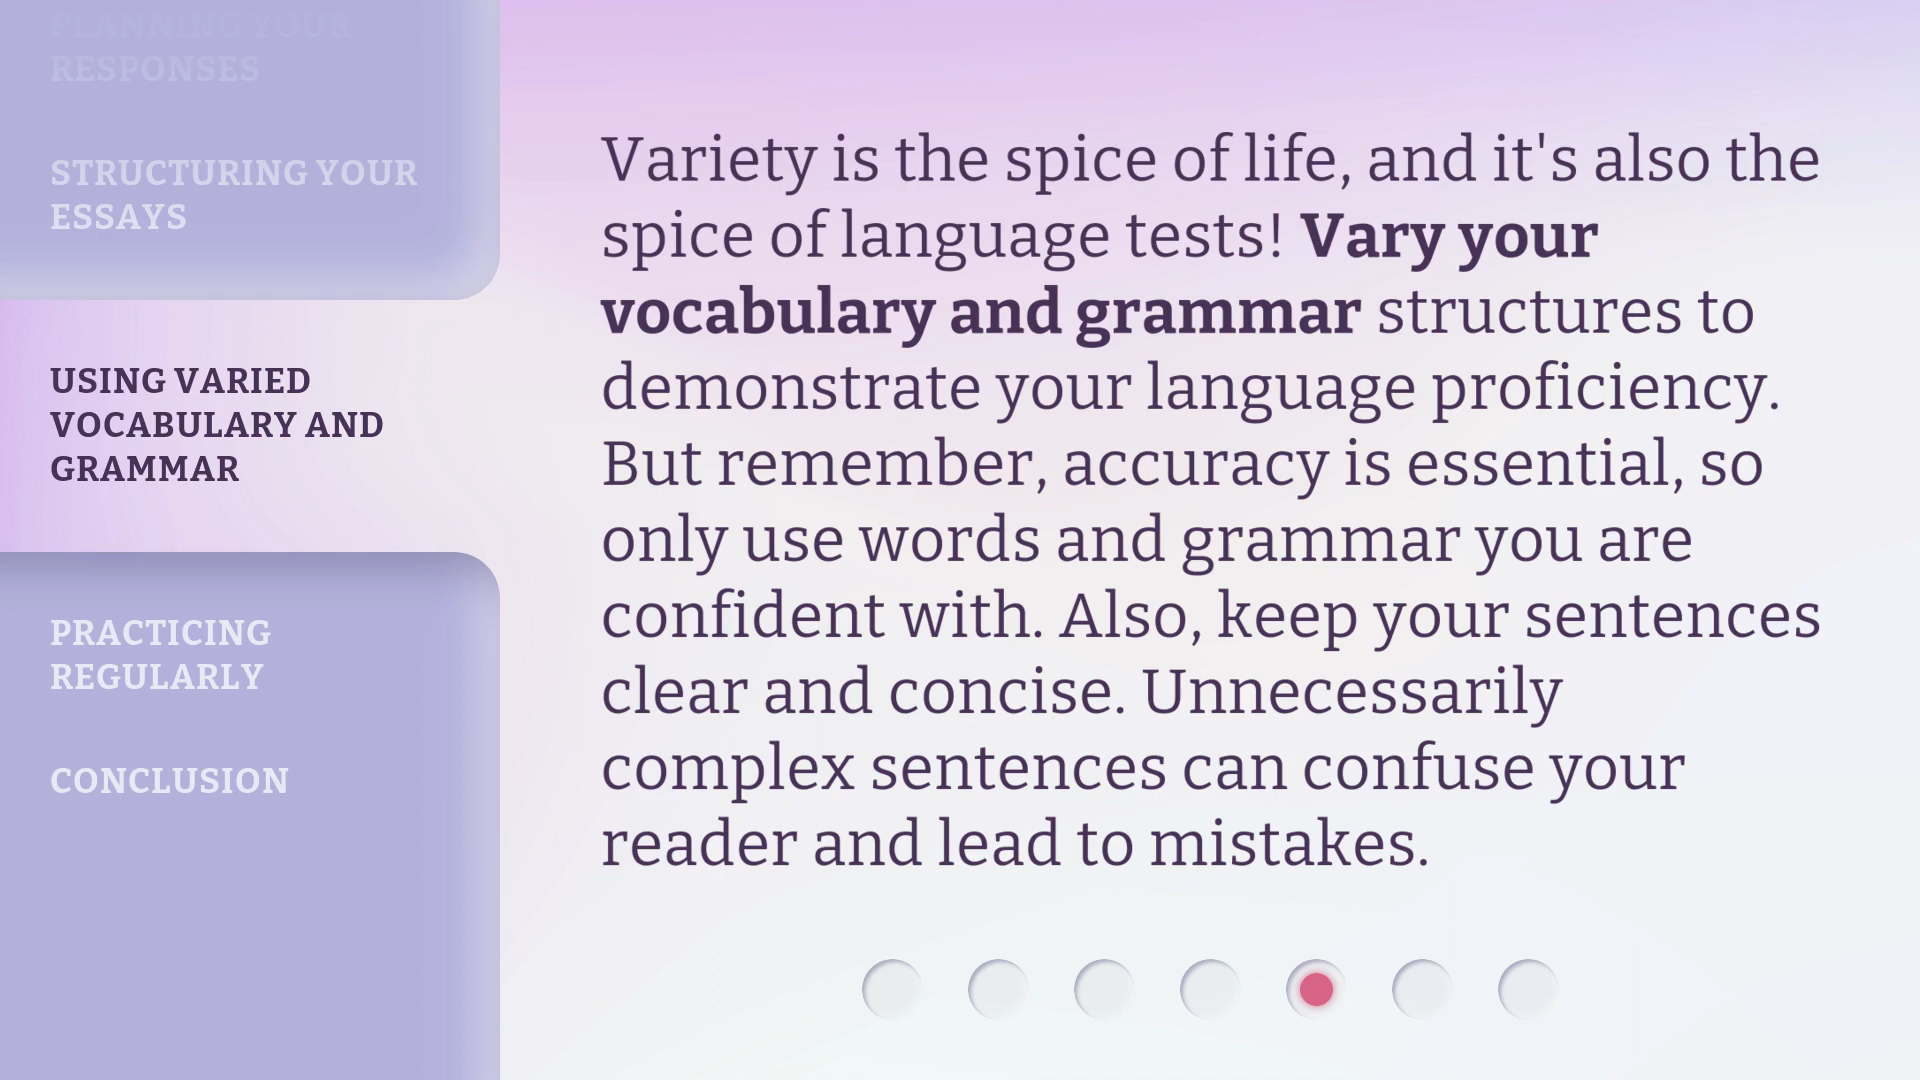 PLANNING YOUR
RESPONSES
STRUCTURING YOUR
ESSAYS
USING VARIED
VOCABULARY AND
GRAMMAR
PRACTICING
REGULARLY
CONCLUSION
Variety is the spice of life, and it's also the
spice of language tests! Vary your
vocabulary and grammar structures to
demonstrate your language proficiency.
But remember, accuracy is essential, so
only use words and grammar you are
confident with. Also, keep your sentences
clear and concise. Unnecessarily
complex sentences can confuse your
reader and lead to mistakes.